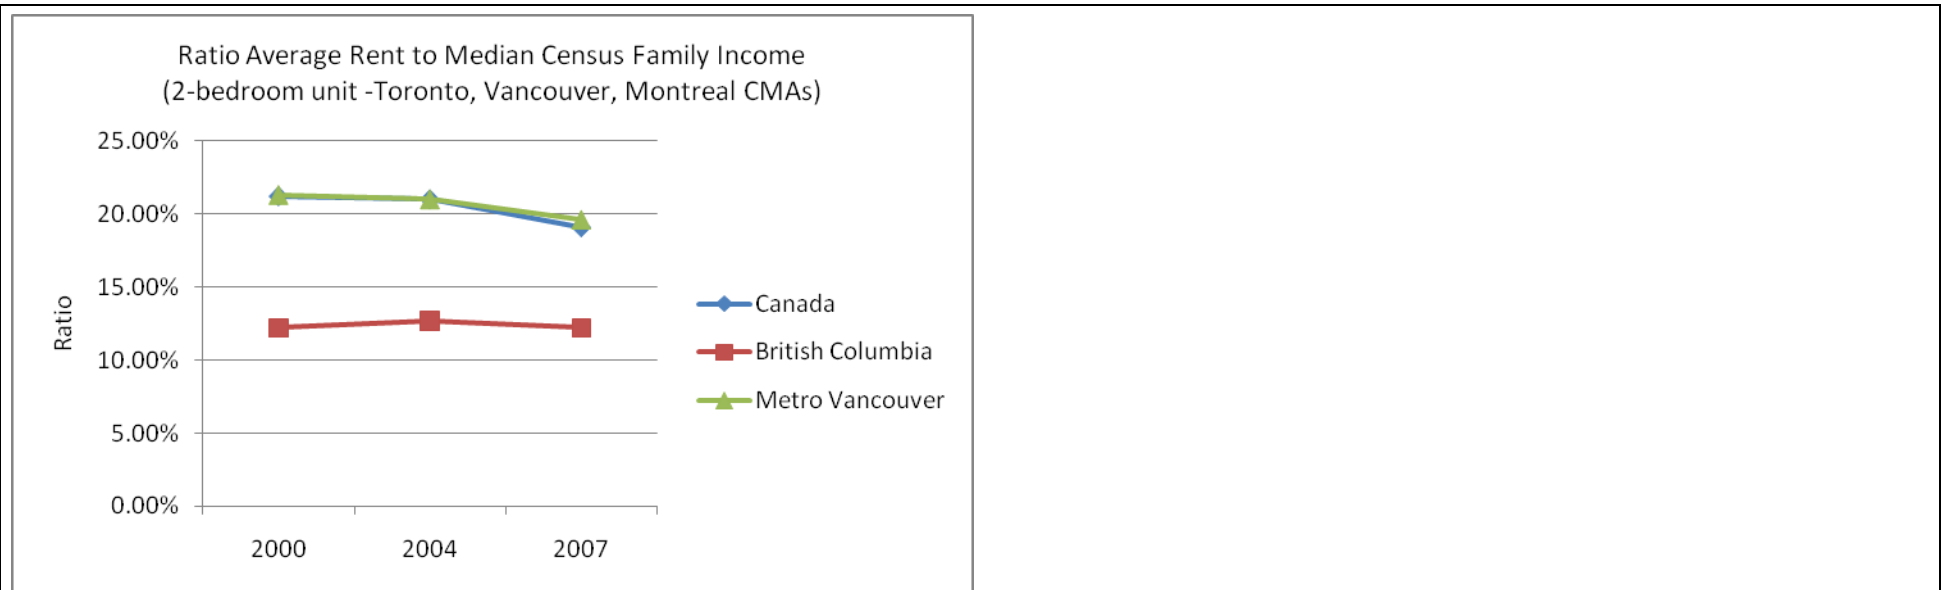 Ratio Average Rent to Median Census Family Income
(2-bedroom unit -Toronto, Vancouver, Montreal CMAs)
25.00%
20.00%
15.00%
10.00%
5.00%
0.00%
Ratio
2000 2004 2007
Canada
British Columbia
Metro Vancouver